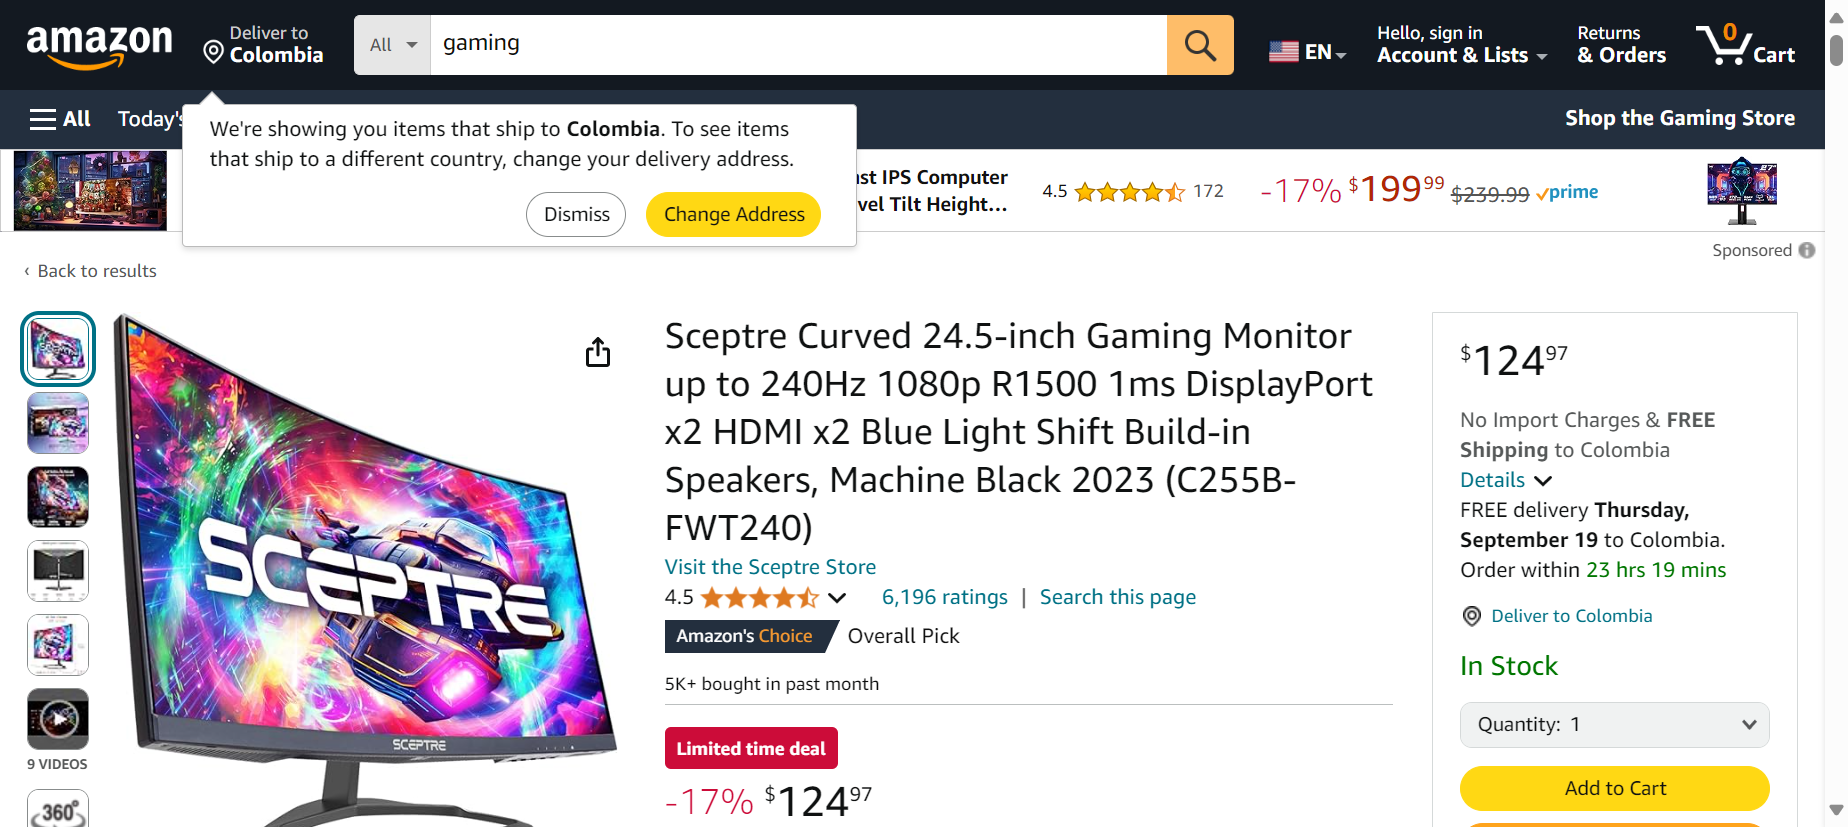 amazon
Deliver to
Colombia
All
gaming
EN
Hello, sign in
Account & Lists
Returns
& Orders
0
Cart
All
Today's
Shop the Gaming Store
We're showing you items that ship to Colombia. To see items
that ship to a different country, change your delivery address.
Dismiss
Change Address
IPS Computer
Tilt Height...
4.5
172
-17% $199 99 $239.99 prime
Sponsored
‹ Back to results
Sceptre Curved 24.5-inch Gaming Monitor
up to 240Hz 1080p R1500 1ms DisplayPort
x2 HDMI x2 Blue Light Shift Build-in
Speakers, Machine Black 2023 (C255B-
FWT240)
Visit the Sceptre Store
4.5
6,196 ratings | Search this page
Amazon's Choice
Overall Pick
5K+ bought in past month
Limited time deal
-17% $124 97
SCEPTRE
SCEPTRE
9 VIDEOS
360°
$124 97
No Import Charges & FREE
Shipping to Colombia
Details
FREE delivery Thursday,
September 19 to Colombia.
Order within 23 hrs 19 mins
Deliver to Colombia
In Stock
Quantity: 1
Add to Cart